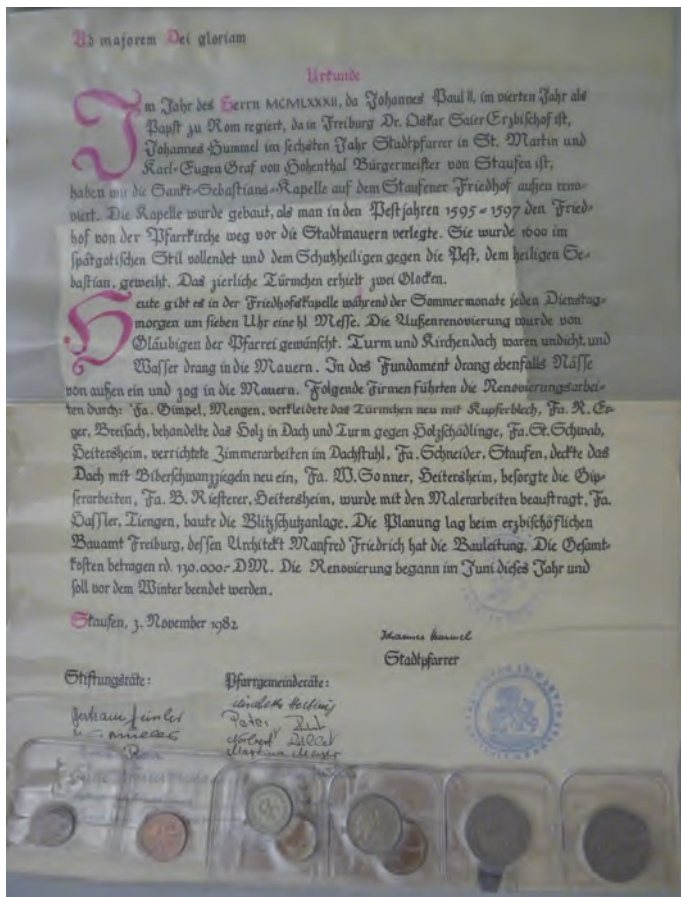 Ad majorem Dei gloriam
Urkunde
Im Jahr des Herrn MCMLXXXII, da Johannes Paul II. im vierten Jahr als
Papst zu Rom regiert, da in Freiburg Dr. Oskar Saier Erzbischof ist,
Johannes Hummel im sechsten Jahr Stadtpfarrer in St. Martin und
Karl-Eugen Graf von Hohenthal Bürgermeister von Staufen ist,
haben wir die Sankt-Sebastians-Kapelle auf dem Staufener Friedhof außen reno-
viert. Die Kapelle wurde gebaut, als man in den Pestjahren 1595-1597 den Fried-
hof von der Pfarrkirche weg vor die Stadtmauern verlegte. Sie wurde 1600 im
spätgotischen Stil vollendet und dem Schutzheiligen gegen die Pest, dem heiligen Se-
bastian, geweiht. Das zierliche Türmchen erhielt zwei Glocken.
Heute gibt es in der Friedhofskapelle während der Sommermonate jeden Dienstag-
morgen um sieben Uhr eine hl. Messe. Die Außenrenovierung wurde von
Gläubigen der Pfarrei gewünscht. Turm und Kirchendach waren undicht und
Wasser drang in die Mauern. In das Fundament drang ebenfalls Nässe
von außen ein und zog in die Mauern. Folgende Firmen führten die Renovierungsarbei-
ten durch: Fa. Gimpel, Mengen, verkleidete das Türmchen neu mit Kupferblech, Fa. R. Eg-
ger, Breisach, behandelte das Holz in Dach und Turm gegen Holzschädlinge, Fa. St. Schwab,
Heitersheim, verrichtete Zimmerarbeiten im Dachstuhl, Fa. Schneider, Staufen, deckte das
Dach mit Biberschwanzziegeln neu ein, Fa. W. Sonner, Heitersheim, besorgte die Gip-
serarbeiten, Fa. B. Riesterer, Heitersheim, wurde mit den Malerarbeiten beauftragt, Fa.
Hassler, Tiengen, baute die Blitzschutzanlage. Die Planung lag beim erzbischöflichen
Bauamt Freiburg, dessen Architekt Manfred Friedrich hat die Bauleitung. Die Gesamt-
kosten betragen rd. 130.000.- DM. Die Renovierung begann im Juni dieses Jahr und
soll vor dem Winter beendet werden.
Staufen, 3. November 1982
Johannes Hummel
Stadtpfarrer
Stiftungsräte: Pfarrgemeinderäte:
Peter
Norbert
Martina